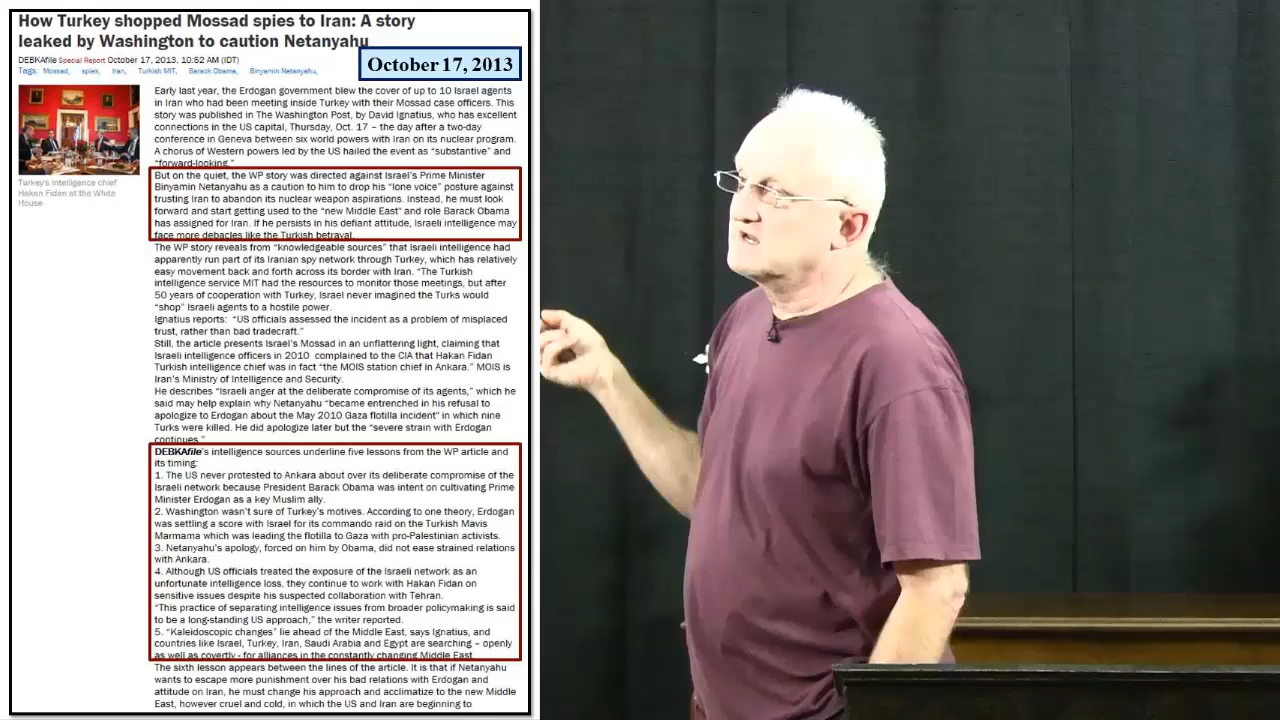 How Turkey shopped Mossad spies to Iran: A story
leaked by Washington to caution Netanyahu
DEBKAfile Special Report October 17, 2013, 10:52 AM (IDT)
Tags: Mossad, spies, Iran, Turkish MIT, Barack Obama, Binyamin Netanyahu,
October 17, 2013
Turkey's intelligence chief
Hakan Fidan at the White
House
Early last year, the Erdogan government blew the cover of up to 10 Israel agents
in Iran who had been meeting inside Turkey with their Mossad case officers. This
story was published in The Washington Post, by David Ignatius, who has excellent
connections in the US capital, Thursday, Oct. 17 – the day after a two-day
conference in Geneva between six world powers with Iran on its nuclear program.
A chorus of Western powers led by the US hailed the event as “substantive” and
“forward-looking.”
But on the quiet, the WP story was directed against Israel's Prime Minister
Binyamin Netanyahu as a caution to him to drop his “lone voice” posture against
trusting Iran to abandon its nuclear weapon aspirations. Instead, he must look
forward and start getting used to the “new Middle East” and role Barack Obama
has assigned for Iran. If he persists in his defiant attitude, Israeli intelligence may
face more debacles like the Turkish betrayal.
The WP story reveals from “knowledgeable sources” that Israeli intelligence had
apparently run part of its Iranian spy network through Turkey, which has relatively
easy movement back and forth across its border with Iran. “The Turkish
intelligence service MIT had the resources to monitor those meetings, but after
50 years of cooperation with Turkey, Israel never imagined the Turks would
“shop” Israeli agents to a hostile power.
Ignatius reports: “US officials assessed the incident as a problem of misplaced
trust, rather than bad tradecraft.”
Still, the article presents Israel's Mossad in an unflattering light, claiming that
Israeli intelligence officers in 2010 complained to the CIA that Hakan Fidan
Turkish intelligence chief was in fact “the MOIS station chief in Ankara.” MOIS is
Iran's Ministry of Intelligence and Security.
He describes “Israeli anger at the deliberate compromise of its agents,” which he
said may help explain why Netanyahu “became entrenched in his refusal to
apologize to Erdogan about the May 2010 Gaza flotilla incident” in which nine
Turks were killed. He did apologize later but the “severe strain with Erdogan
continues.”
DEBKAfile's intelligence sources underline five lessons from the WP article and
its timing:
1. The US never protested to Ankara about over its deliberate compromise of the
Israeli network because President Barack Obama was intent on cultivating Prime
Minister Erdogan as a key Muslim ally.
2. Washington wasn't sure of Turkey's motives. According to one theory, Erdogan
was settling a score with Israel for its commando raid on the Turkish Mavis
Marmama which was leading the flotilla to Gaza with pro-Palestinian activists.
3. Netanyahu's apology, forced on him by Obama, did not ease strained relations
with Ankara.
4. Although US officials treated the exposure of the Israeli network as an
unfortunate intelligence loss, they continue to work with Hakan Fidan on
sensitive issues despite his suspected collaboration with Tehran.
“This practice of separating intelligence issues from broader policymaking is said
to be a long-standing US approach,” the writer reported.
5. “Kaleidoscopic changes” lie ahead of the Middle East, says Ignatius, and
countries like Israel, Turkey, Iran, Saudi Arabia and Egypt are searching – openly
as well as covertly - for alliances in the constantly changing Middle East.
The sixth lesson appears between the lines of the article. It is that if Netanyahu
wants to escape more punishment over his bad relations with Erdogan and
attitude on Iran, he must change his approach and acclimatize to the new Middle
East, however cruel and cold, in which the US and Iran are beginning to